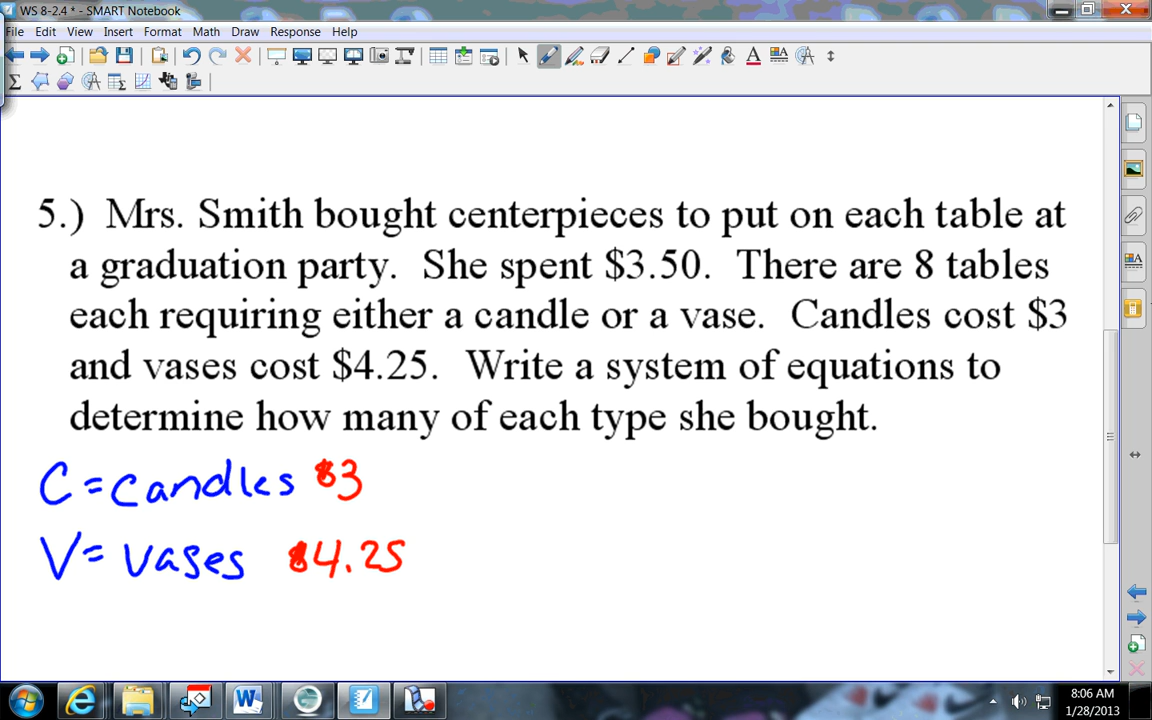 WS 8-2.4 * - SMART Notebook
File Edit View Insert Format Math Draw Response Help
5.) Mrs. Smith bought centerpieces to put on each table at
a graduation party. She spent $3.50. There are 8 tables
each requiring either a candle or a vase. Candles cost $3
and vases cost $4.25. Write a system of equations to
determine how many of each type she bought.
C = candles $3
V = vases $4.25
8:06 AM
1/28/2013